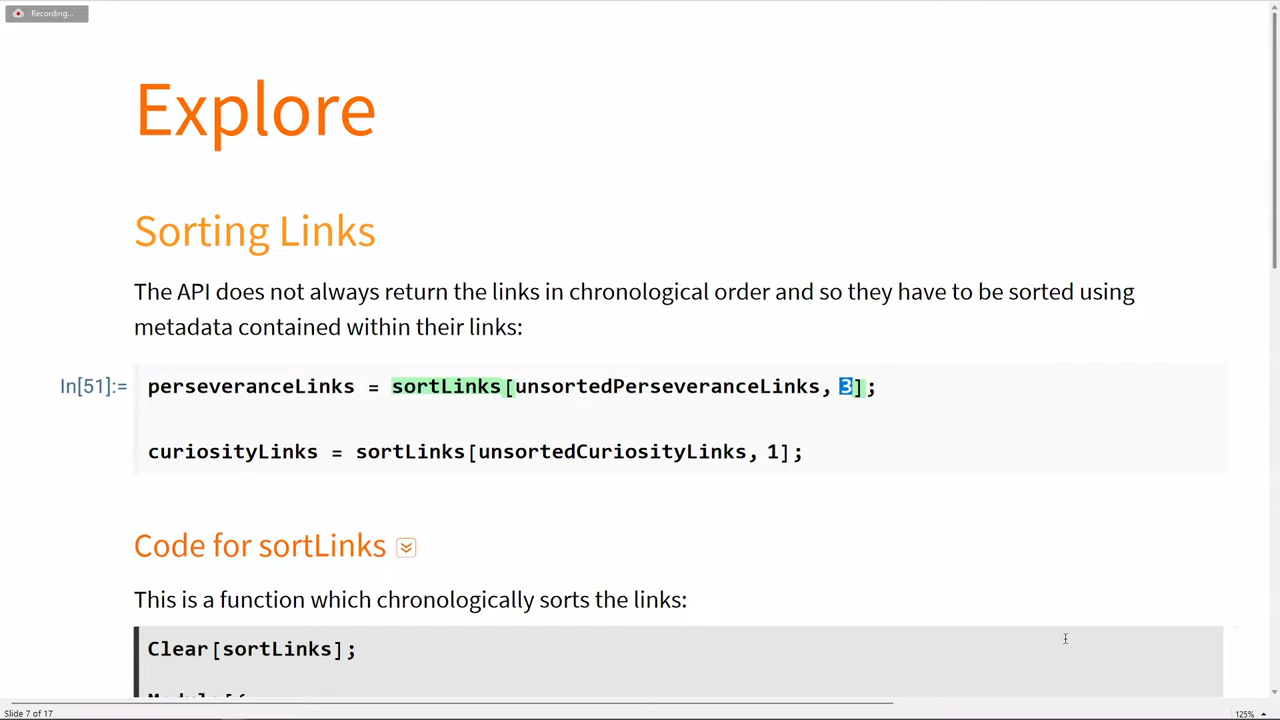 Recording...
Explore
Sorting Links
The API does not always return the links in chronological order and so they have to be sorted using
metadata contained within their links:
In[51]:= perseveranceLinks = sortLinks[unsortedPerseveranceLinks, 3];
curiosityLinks = sortLinks[unsortedCuriosityLinks, 1];
Code for sortLinks
This is a function which chronologically sorts the links:
Clear[sortLinks];
Slide 7 of 17
125%